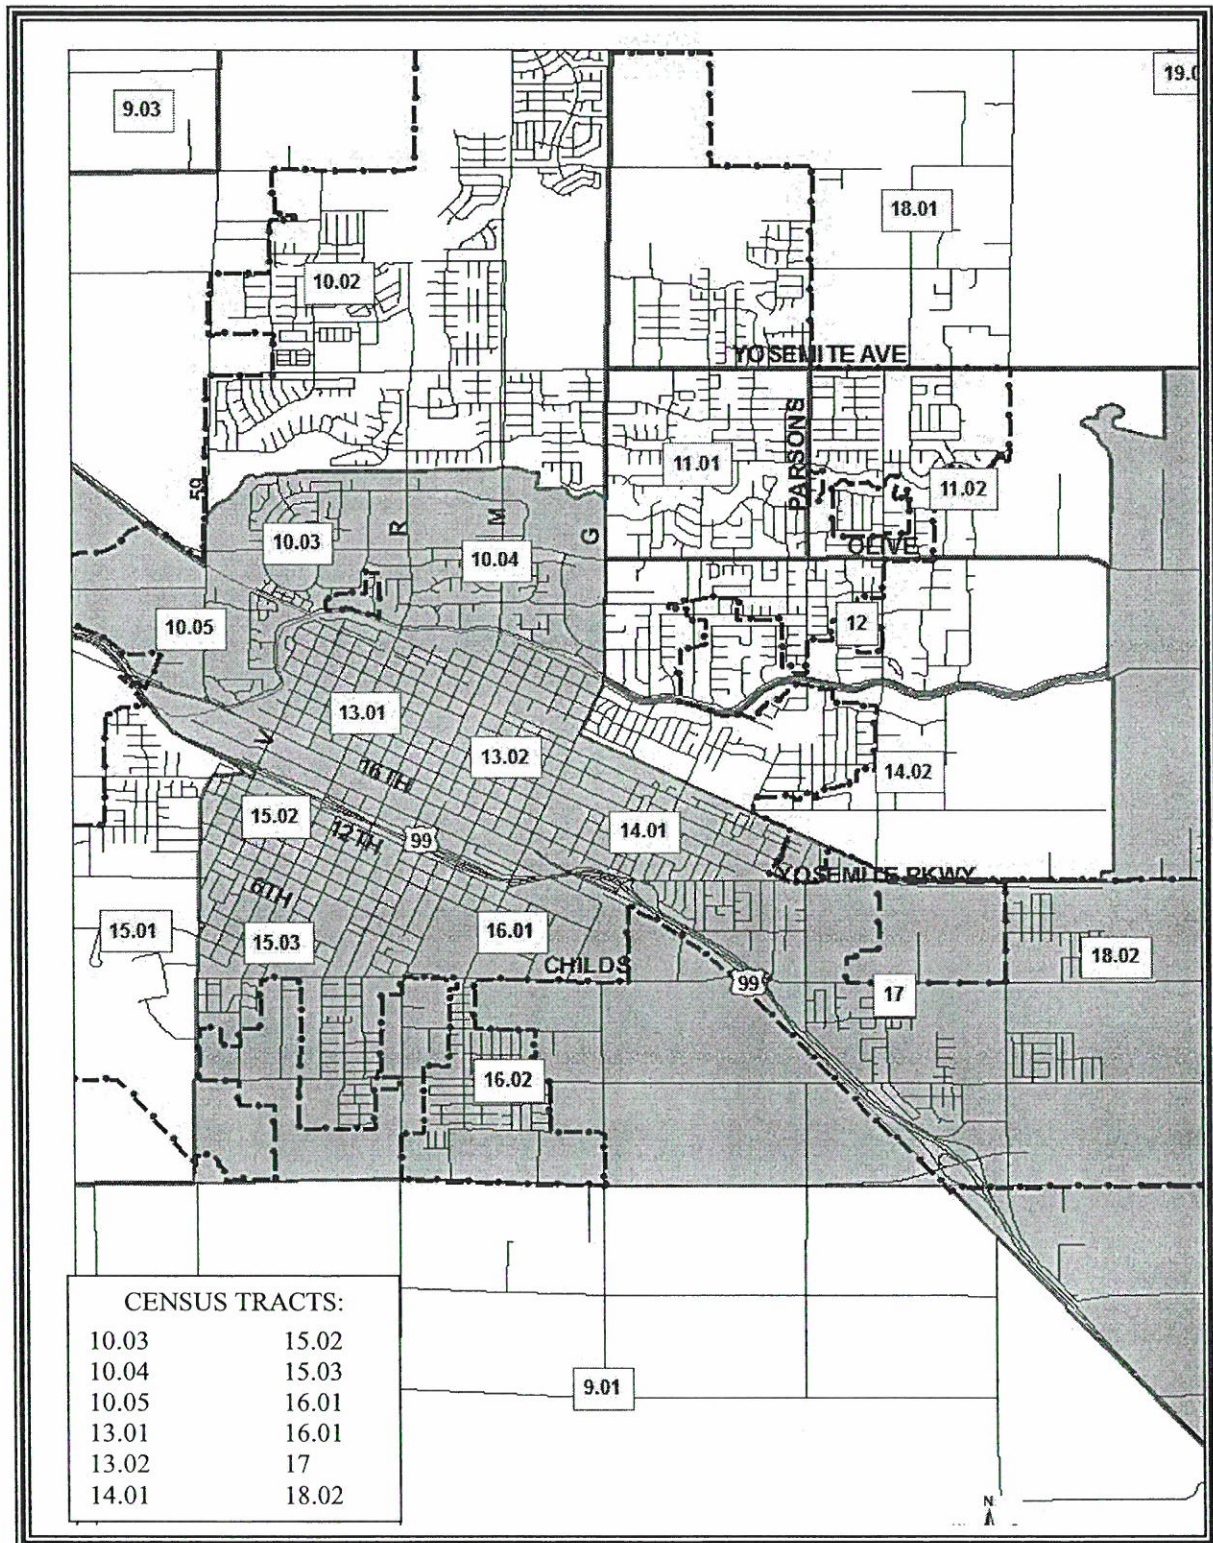 9.03
19.0
18.01
10.02
YOSEMITE AVE
PARSONS
11.01
11.02
59
R
M
G
10.03
10.04
OLIVE
10.05
12
13.01
V
13.02
16TH
14.02
15.02
12TH
99
14.01
YOSEMITE PKWY
6TH
15.01
15.03
16.01
CHILDS
18.02
99
17
16.02
CENSUS TRACTS:
10.03 15.02
10.04 15.03
10.05 16.01
13.01 16.01
13.02 17
14.01 18.02
9.01
N